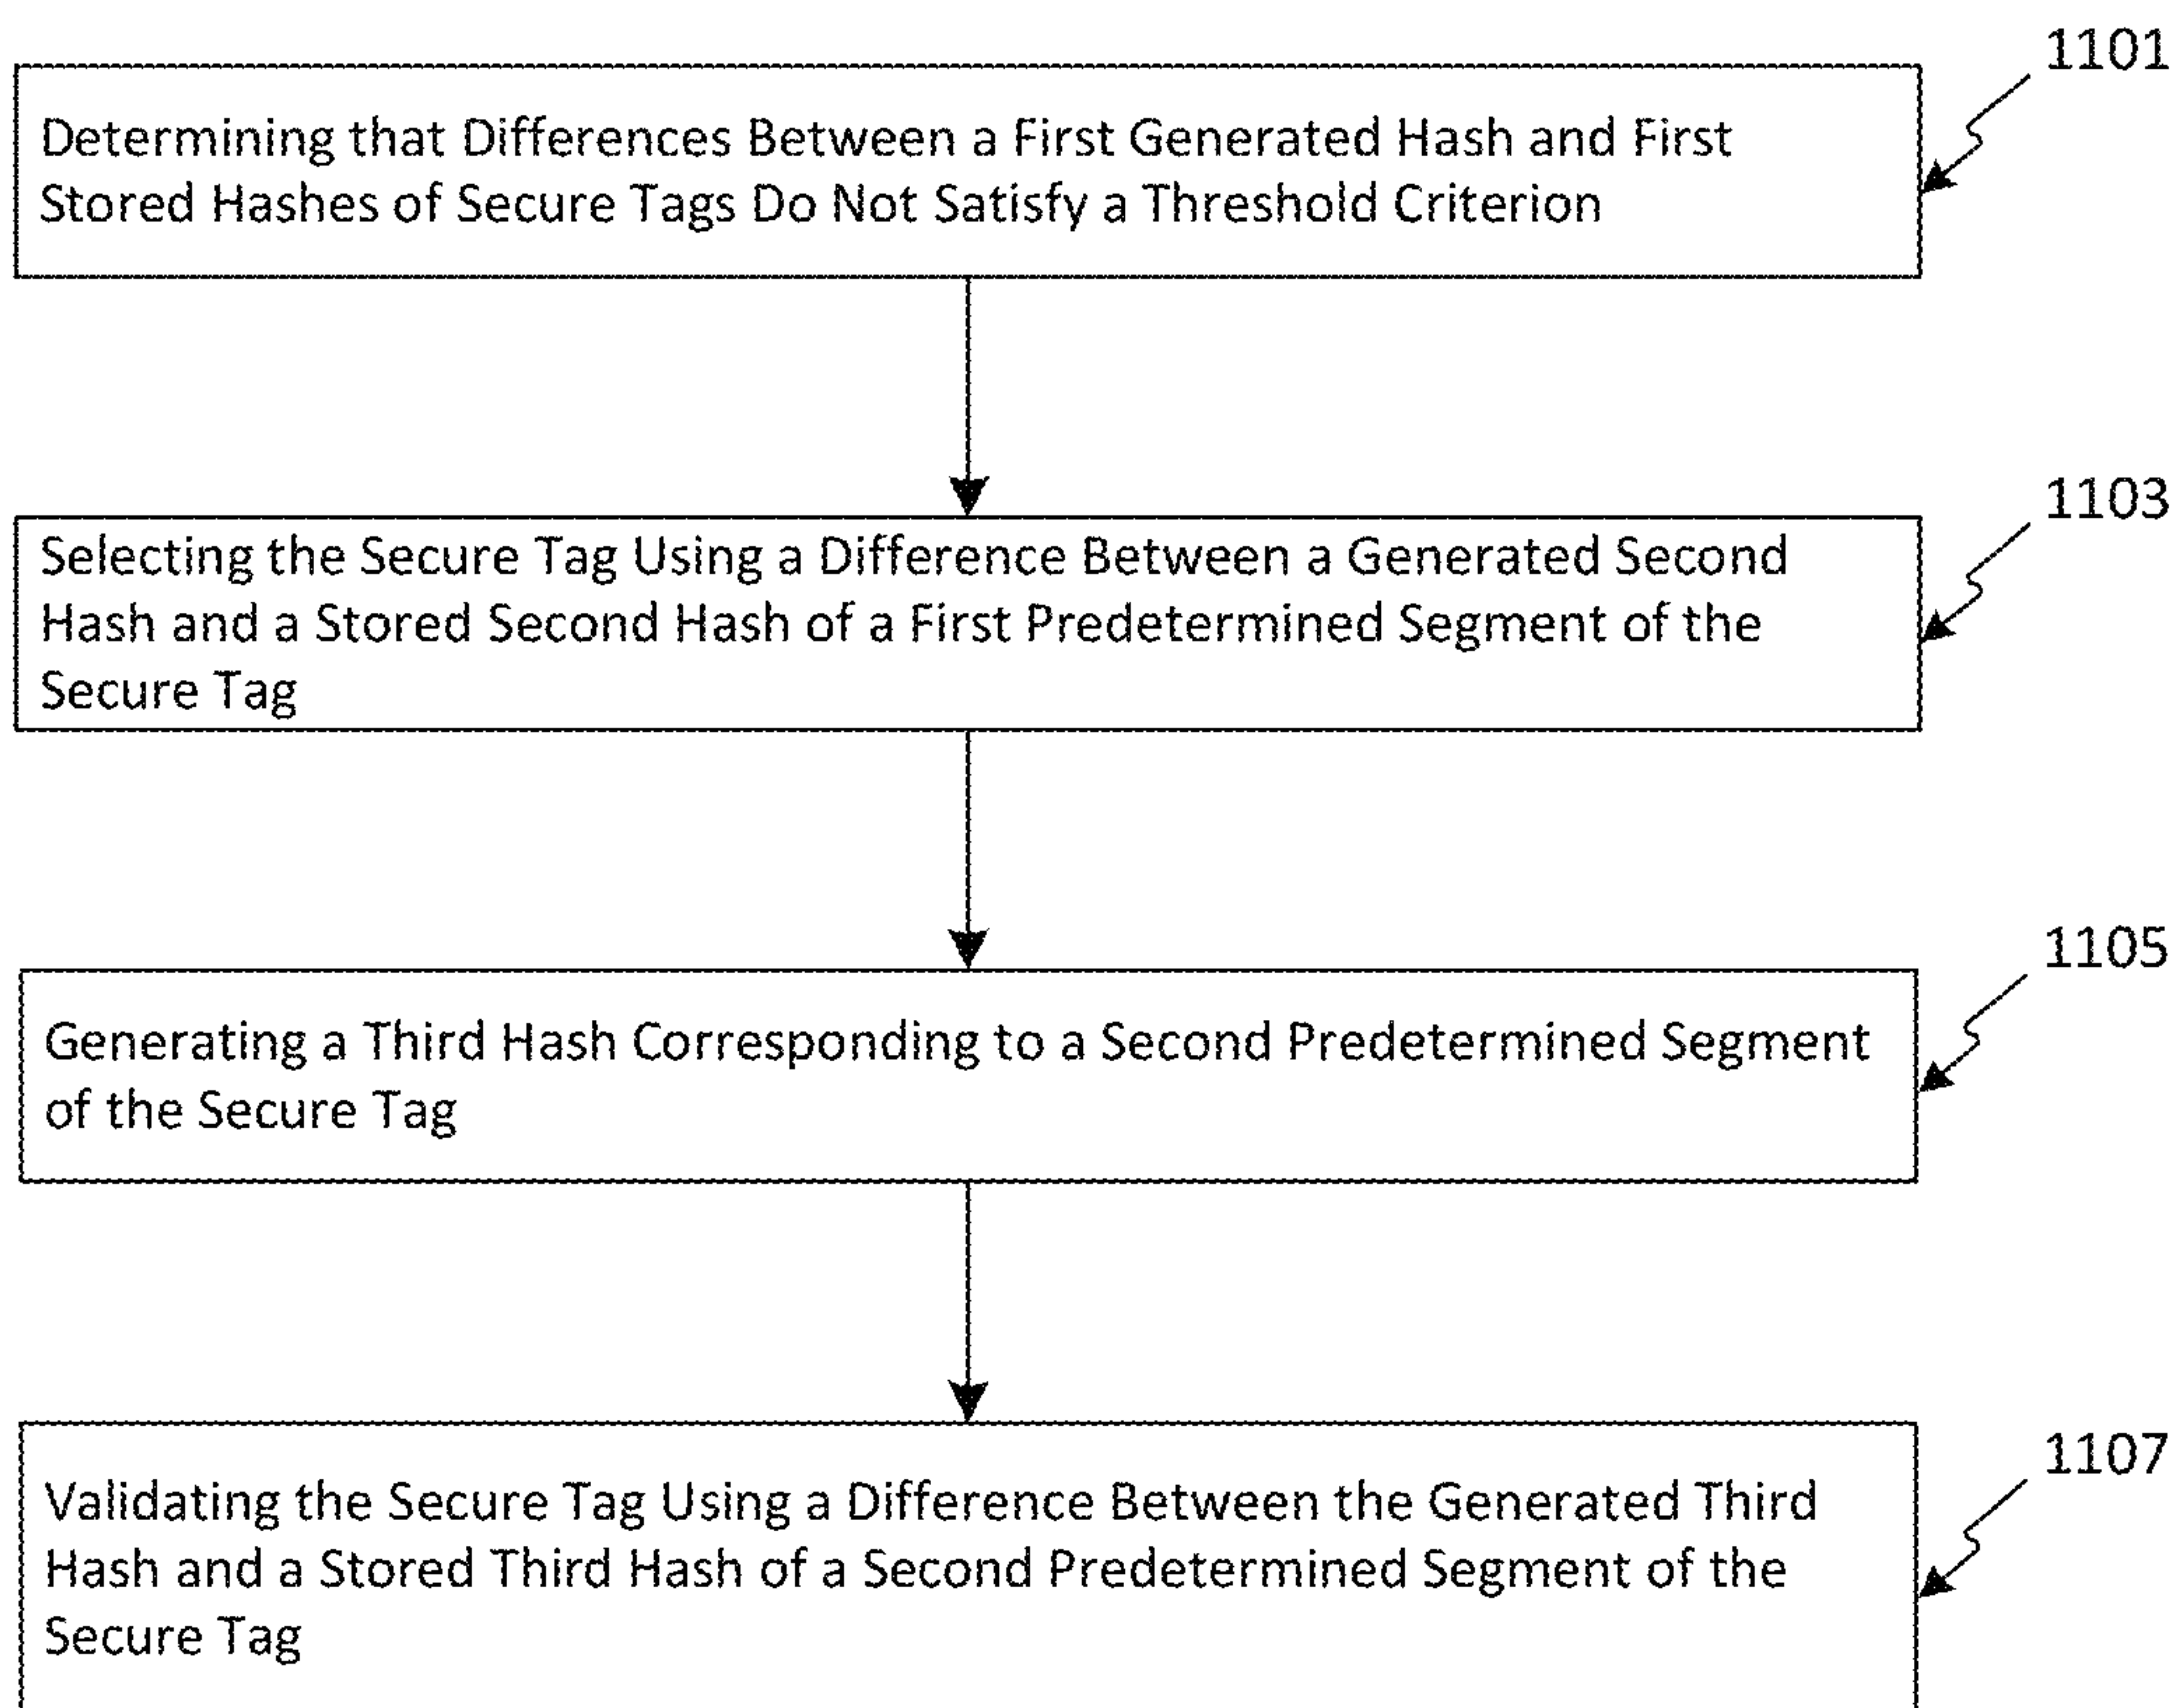 1101
Determining that Differences Between a First Generated Hash and First
Stored Hashes of Secure Tags Do Not Satisfy a Threshold Criterion
1103
Selecting the Secure Tag Using a Difference Between a Generated Second
Hash and a Stored Second Hash of a First Predetermined Segment of the
Secure Tag
1105
Generating a Third Hash Corresponding to a Second Predetermined Segment
of the Secure Tag
1107
Validating the Secure Tag Using a Difference Between the Generated Third
Hash and a Stored Third Hash of a Second Predetermined Segment of the
Secure Tag